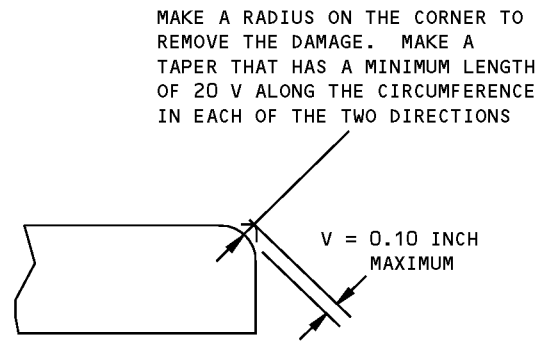 MAKE A RADIUS ON THE CORNER TO
REMOVE THE DAMAGE.  MAKE A
TAPER THAT HAS A MINIMUM LENGTH
OF 20 V ALONG THE CIRCUMFERENCE
IN EACH OF THE TWO DIRECTIONS
V = 0.10 INCH
MAXIMUM